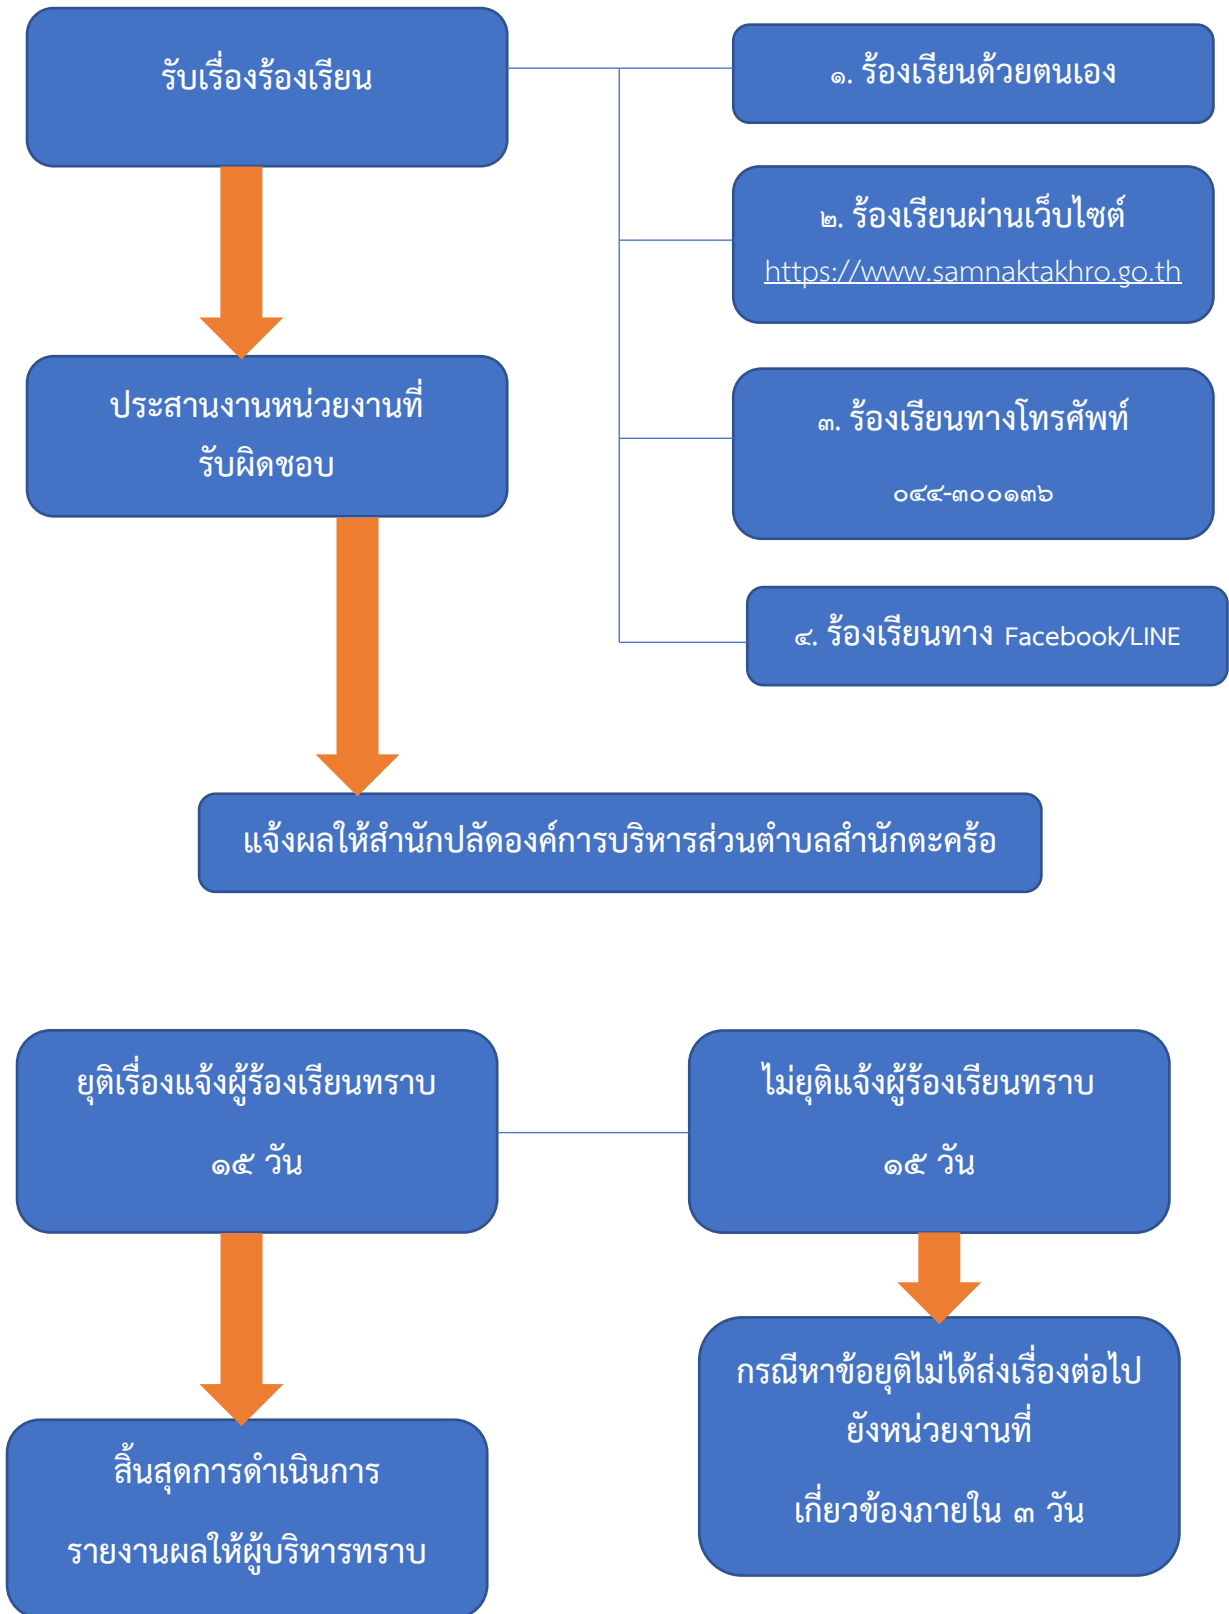 รับเรื่องร้องเรียน
๑. ร้องเรียนด้วยตนเอง
๒. ร้องเรียนผ่านเว็บไซต์
https://www.samnaktakhro.go.th
ประสานงานหน่วยงานที่
รับผิดชอบ
๓. ร้องเรียนทางโทรศัพท์
๐๔๔-๓๐๐๑๓๖
๔. ร้องเรียนทาง Facebook/LINE
แจ้งผลให้สำนักปลัดองค์การบริหารส่วนตำบลสำนักตะคร้อ
ยุติเรื่องแจ้งผู้ร้องเรียนทราบ
๑๕ วัน
ไม่ยุติแจ้งผู้ร้องเรียนทราบ
๑๕ วัน
สิ้นสุดการดำเนินการ
รายงานผลให้ผู้บริหารทราบ
กรณีหาข้อยุติไม่ได้ส่งเรื่องต่อไป
ยังหน่วยงานที่
เกี่ยวข้องภายใน ๓ วัน